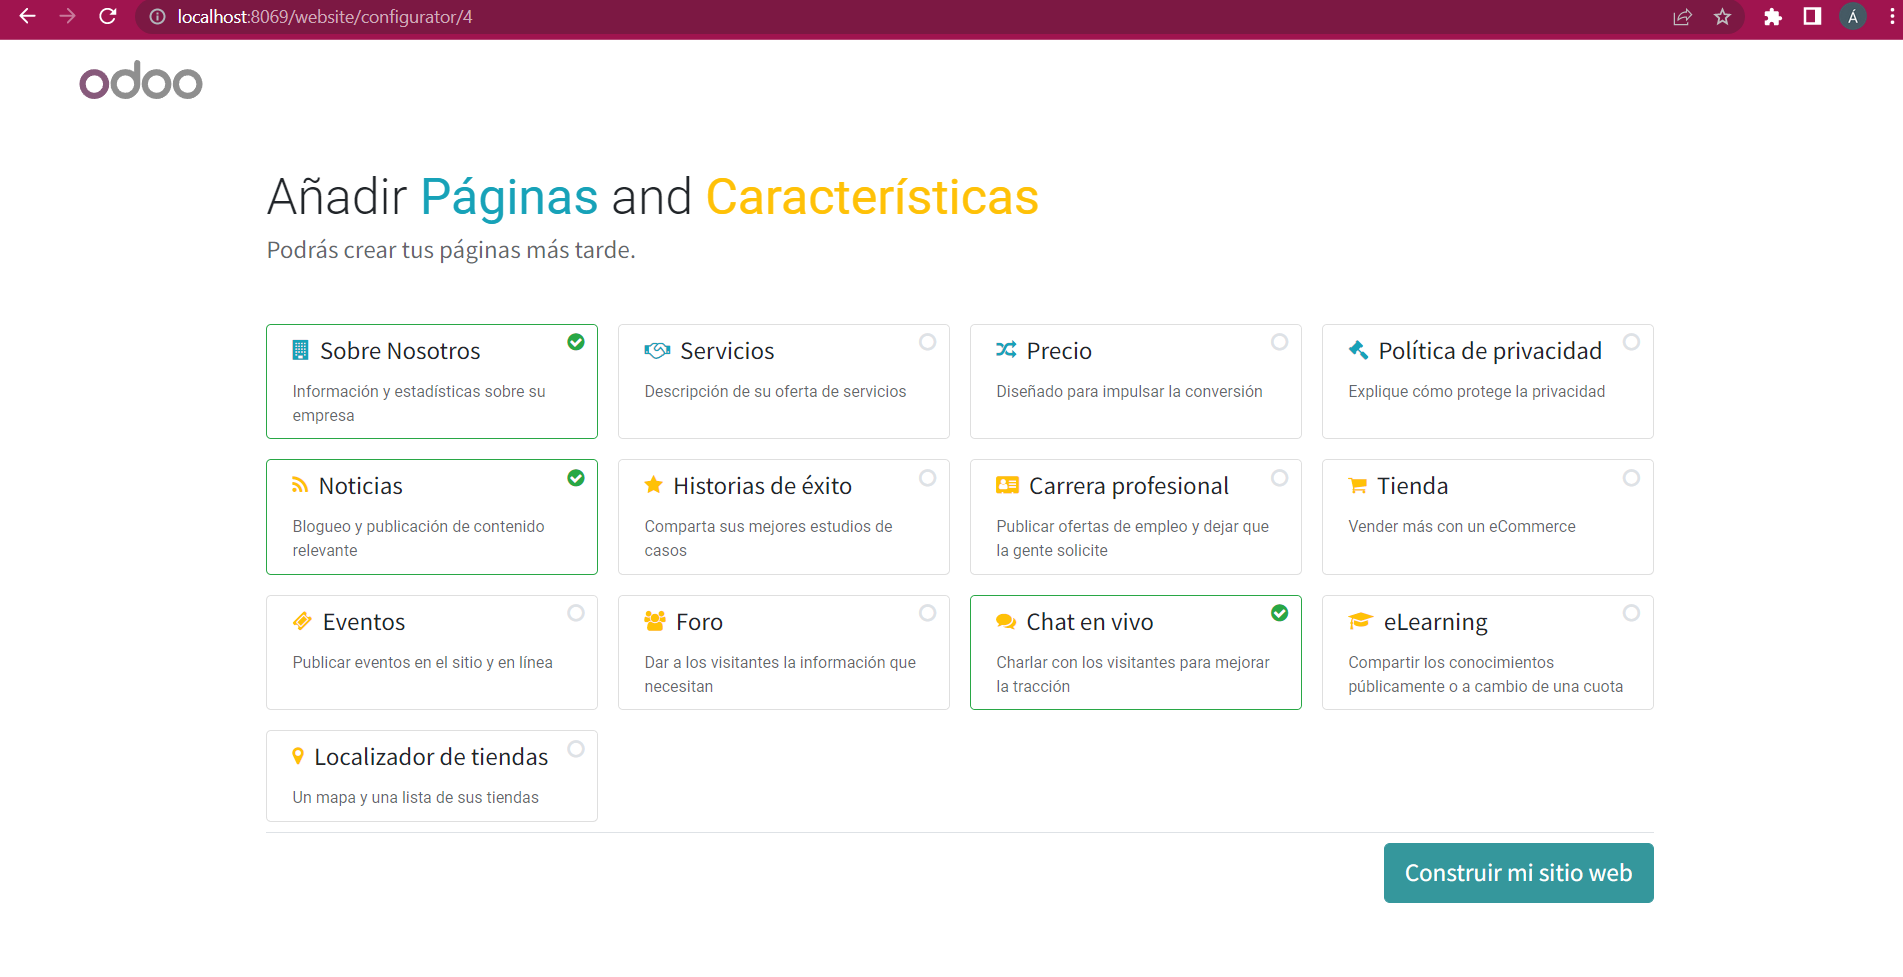 localhost:8069/website/configurator/4
Á
odoo
Añadir Páginas and Características
Podrás crear tus páginas más tarde.
Sobre Nosotros
Información y estadísticas sobre su
empresa
Servicios
Descripción de su oferta de servicios
Precio
Diseñado para impulsar la conversión
Política de privacidad
Explique cómo protege la privacidad
Noticias
Blogueo y publicación de contenido
relevante
Historias de éxito
Comparta sus mejores estudios de
casos
Carrera profesional
Publicar ofertas de empleo y dejar que
la gente solicite
Tienda
Vender más con un eCommerce
Eventos
Publicar eventos en el sitio y en línea
Foro
Dar a los visitantes la información que
necesitan
Chat en vivo
Charlar con los visitantes para mejorar
la tracción
eLearning
Compartir los conocimientos
públicamente o a cambio de una cuota
Localizador de tiendas
Un mapa y una lista de sus tiendas
Construir mi sitio web